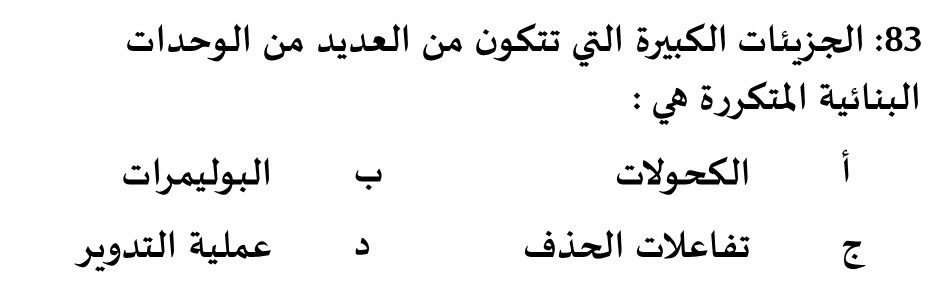 83: الجزيئات الكبيرة التي تتكون من العديد من الوحدات
البنائية المتكررة هي :
أ الكحولات ب البوليمرات
ج تفاعلات الحذف د عملية التدوير